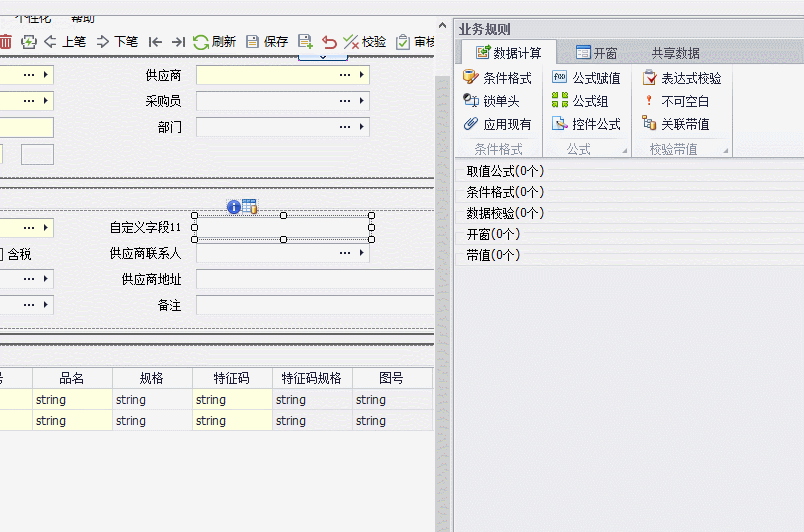 个性化 帮助
上笔 下笔 刷新 保存 校验 审核
供应商
采购员
部门
自定义字段11
含税 供应商联系人
供应商地址
备注
号 品名 规格 特征码 特征码规格 图号
string string string string string
string string string string string
业务规则
数据计算 开窗 共享数据
条件格式 公式赋值 表达式校验
锁单头 公式组 不可空白
应用现有 控件公式 关联带值
条件格式 公式 校验带值
取值公式(0个)
条件格式(0个)
数据校验(0个)
开窗(0个)
带值(0个)